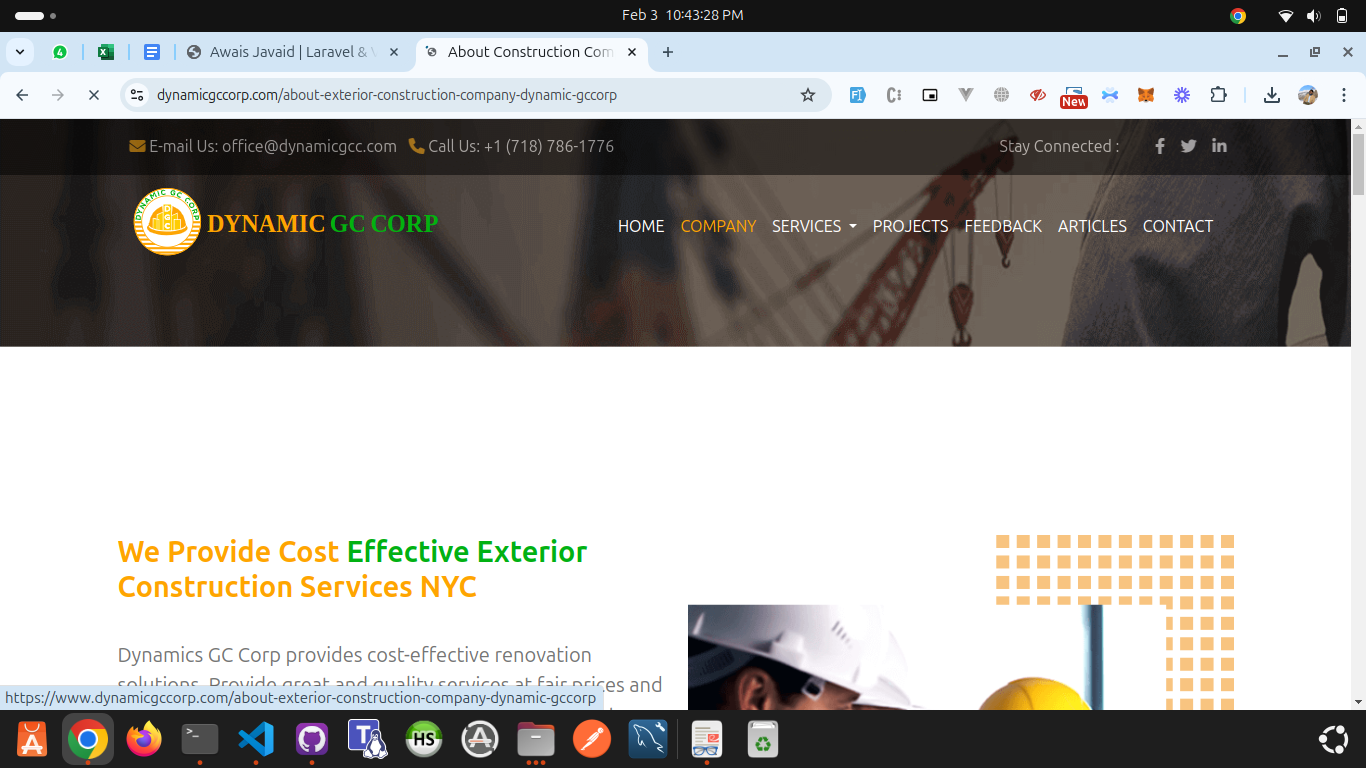 Feb 3 10:43:28 PM
4
Awais Javaid | Laravel & V
About Construction Com
dynamicgccorp.com/about-exterior-construction-company-dynamic-gccorp
New
E-mail Us: office@dynamicgcc.com Call Us: +1 (718) 786-1776
Stay Connected :
DYNAMIC GC CORP
DYNAMIC GC CORP
HOME COMPANY SERVICES PROJECTS FEEDBACK ARTICLES CONTACT
We Provide Cost Effective Exterior
Construction Services NYC
Dynamics GC Corp provides cost-effective renovation
solutions. Provide great and quality services at fair prices and
https://www.dynamicgccorp.com/about-exterior-construction-company-dynamic-gccorp
HS